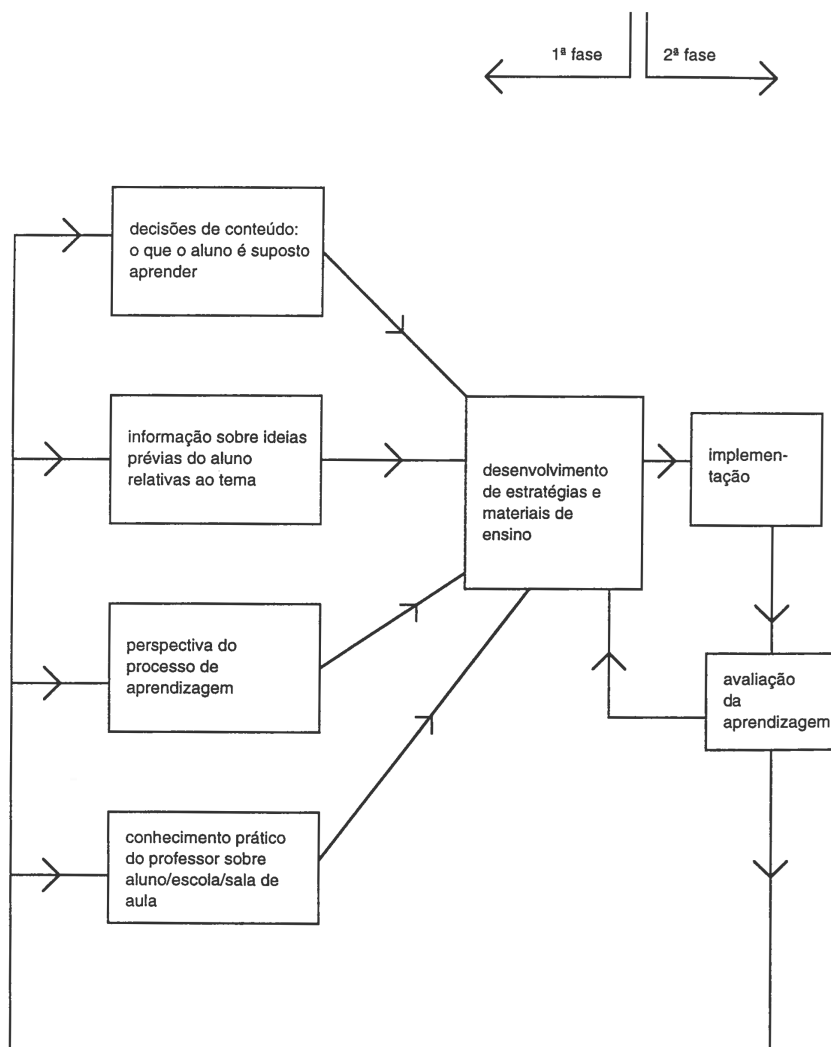 1ª fase
2ª fase
decisões de conteúdo:
o que o aluno é suposto
aprender
informação sobre ideias
prévias do aluno
relativas ao tema
desenvolvimento
de estratégias e
materiais de
ensino
implemen-
tação
perspectiva do
processo de
aprendizagem
avaliação
da
aprendizagem
conhecimento prático
do professor sobre
aluno/escola/sala de
aula